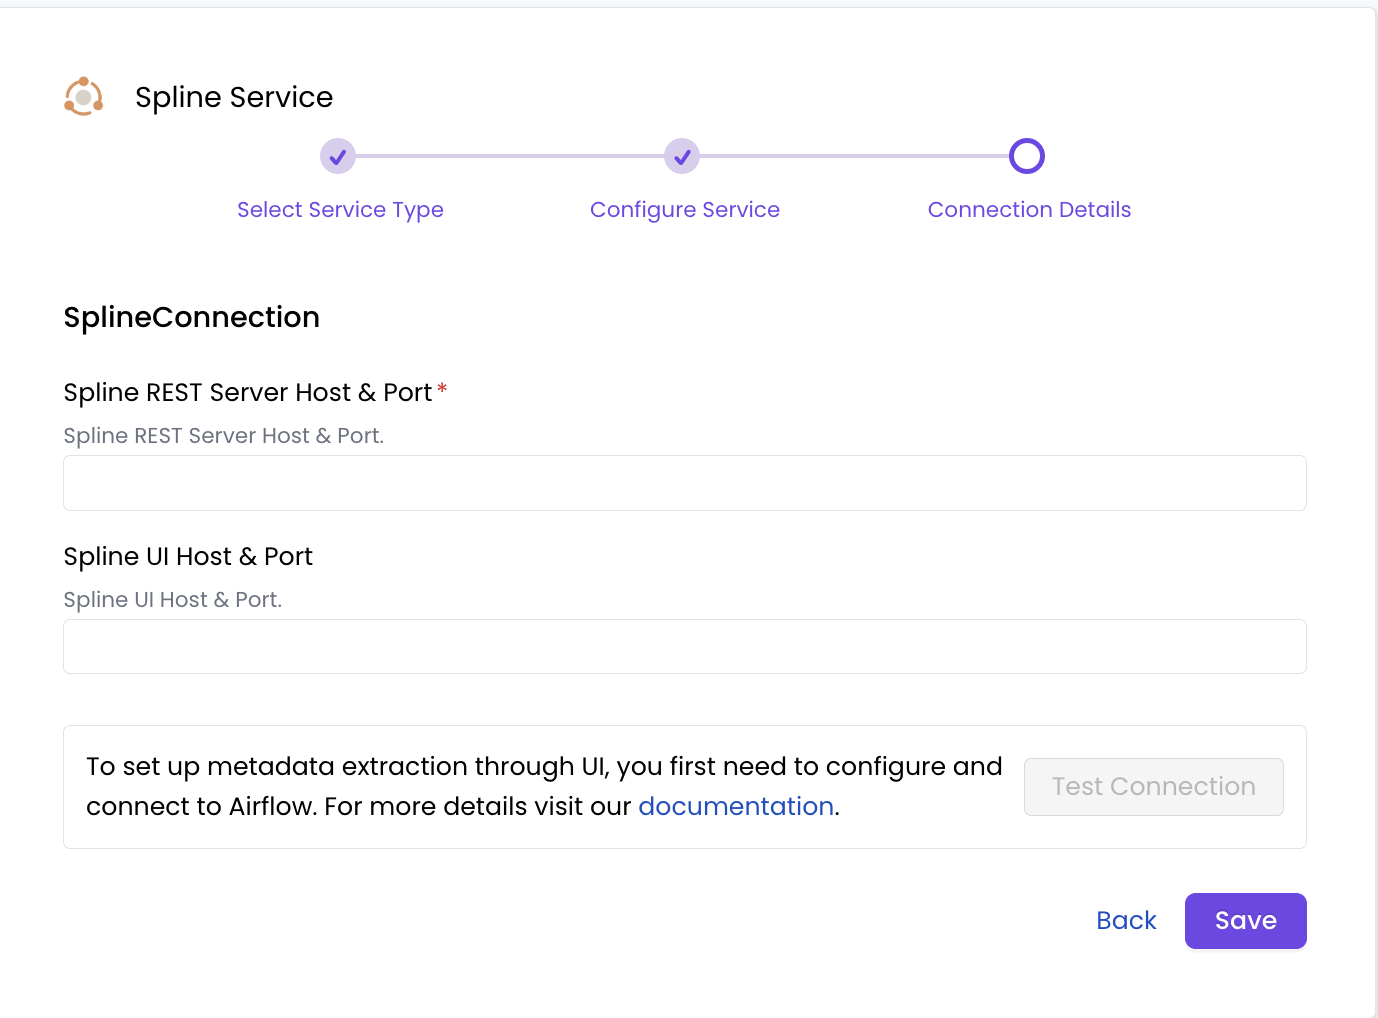 Spline Service
Select Service Type
Configure Service
Connection Details
SplineConnection
Spline REST Server Host & Port*
Spline REST Server Host & Port.
Spline UI Host & Port
Spline UI Host & Port.
To set up metadata extraction through UI, you first need to configure and
connect to Airflow. For more details visit our documentation.
Test Connection
Back
Save